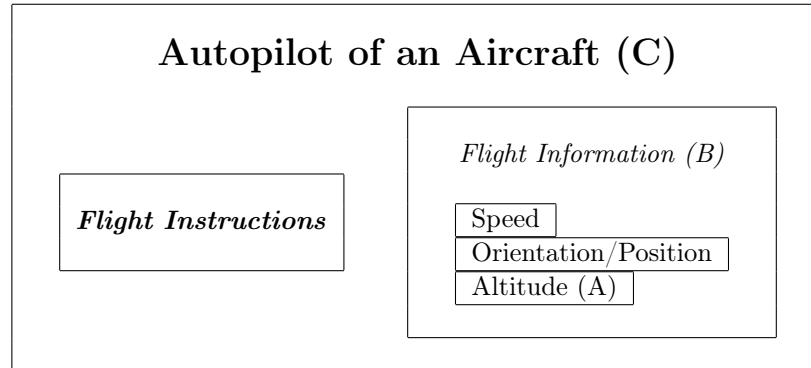 Autopilot of an Aircraft (C)
Flight Instructions
Flight Information (B)
Speed
Orientation/Position
Altitude (A)